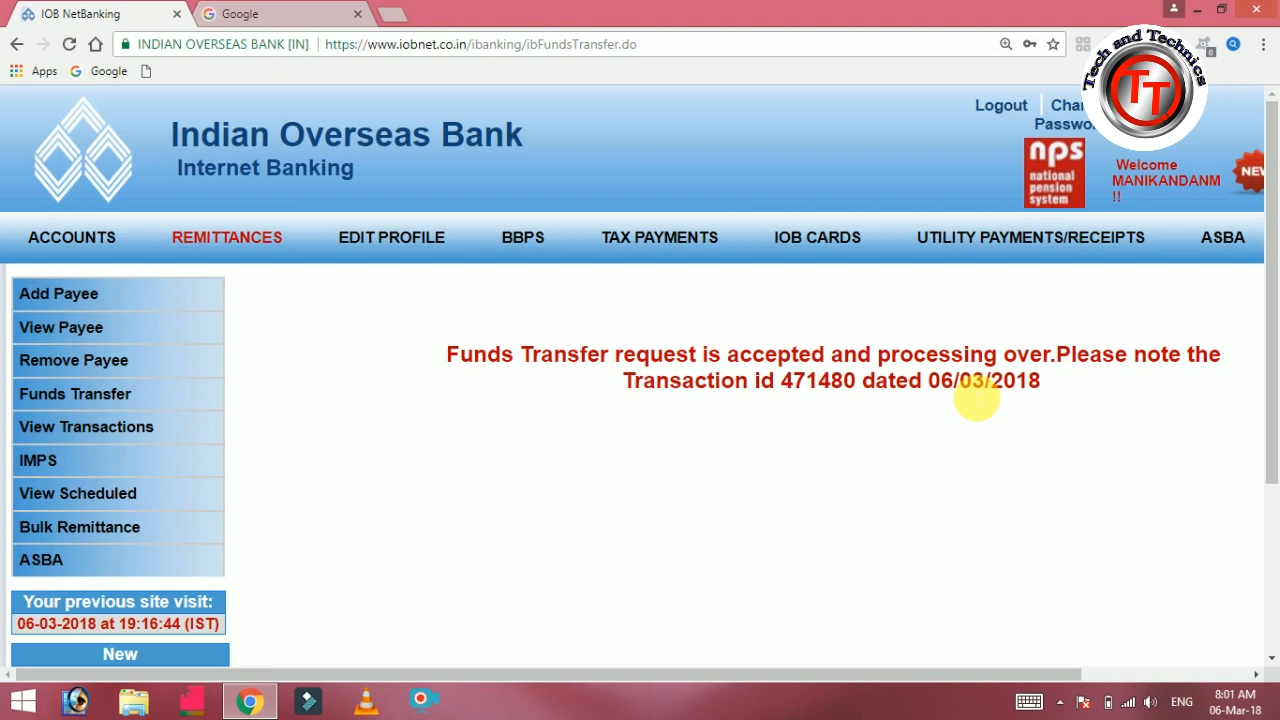 IOB NetBanking
Google
INDIAN OVERSEAS BANK [IN] https://www.iobnet.co.in/ibanking/ibFundsTransfer.do
Apps Google
Tech and Technics
TT
Indian Overseas Bank
Internet Banking
Logout
nps
national
pension
system
Welcome
MANIKANDANM
!!
NEW
ACCOUNTS REMITTANCES EDIT PROFILE BBPS TAX PAYMENTS IOB CARDS UTILITY PAYMENTS/RECEIPTS ASBA
Add Payee
View Payee
Remove Payee
Funds Transfer
View Transactions
IMPS
View Scheduled
Bulk Remittance
ASBA
Funds Transfer request is accepted and processing over.Please note the
Transaction id 471480 dated 06/03/2018
Your previous site visit:
06-03-2018 at 19:16:44 (IST)
New
ENG
8:01 AM
06-Mar-18